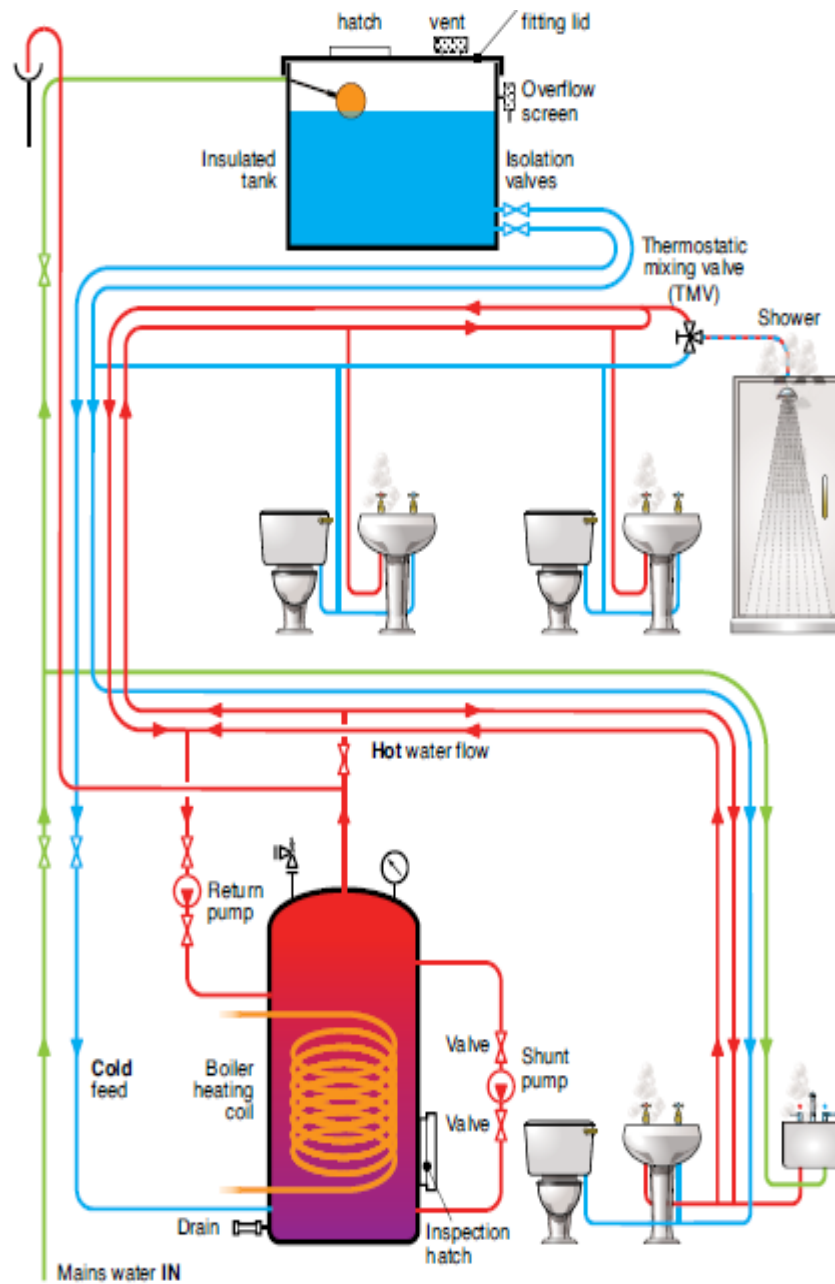 hatch
vent
fitting lid
Overflow
screen
Insulated
tank
Isolation
valves
Thermostatic
mixing valve
(TMV)
Shower
Hot water flow
Return
pump
Cold
feed
Boiler
heating
coil
Valve
Shunt
pump
Valve
Drain
Inspection
hatch
Mains water IN